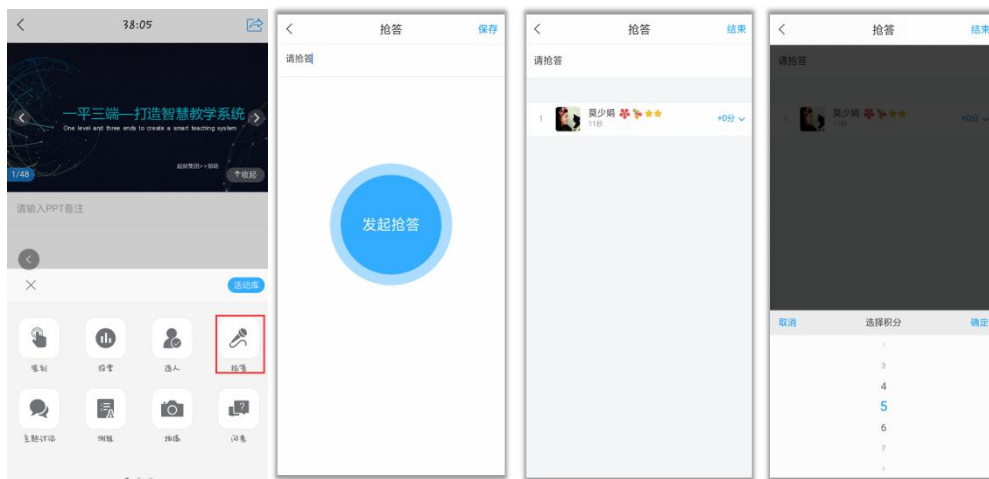 38:05
一平三端—打造智慧教学系统
One level and three ends to create a smart teaching system
1/48
↑收起
请输入PPT备注
活动库
签到
投票
选人
抢答
主题讨论
测验
拍摄
问卷
抢答
保存
请抢答
发起抢答
抢答
结束
请抢答
1
莫少娟
11秒
+0分
抢答
结束
请抢答
1
莫少娟
11秒
+0分
取消
选择积分
确定
3
4
5
6
7